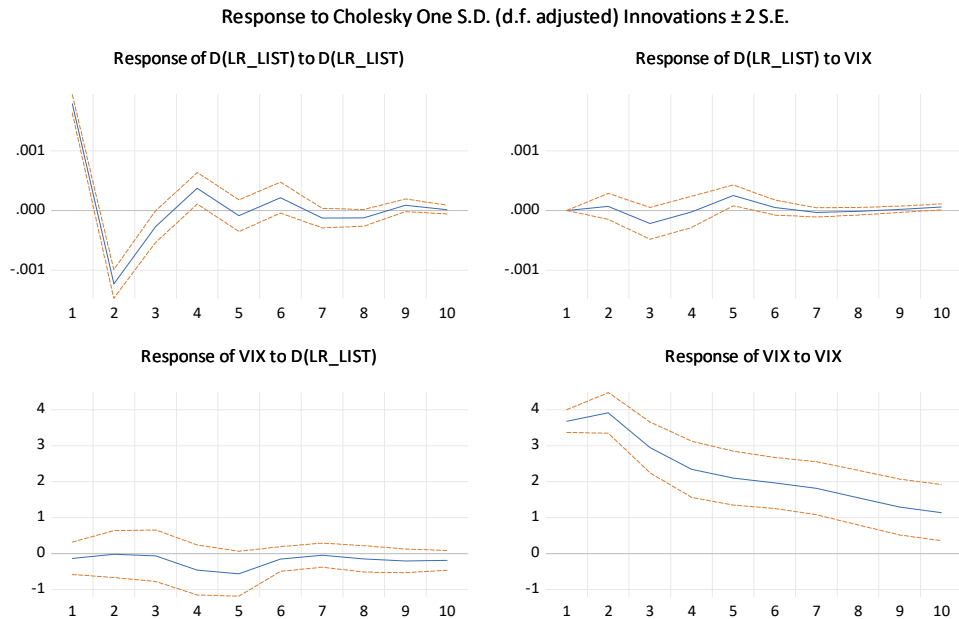 Response to Cholesky One S.D. (d.f. adjusted) Innovations ± 2 S.E.
Response of D(LR_LIST) to D(LR_LIST)
.001
.000
-.001
1 2 3 4 5 6 7 8 9 10
Response of D(LR_LIST) to VIX
.001
.000
-.001
1 2 3 4 5 6 7 8 9 10
Response of VIX to D(LR_LIST)
4
3
2
1
0
-1
1 2 3 4 5 6 7 8 9 10
Response of VIX to VIX
4
3
2
1
0
-1
1 2 3 4 5 6 7 8 9 10